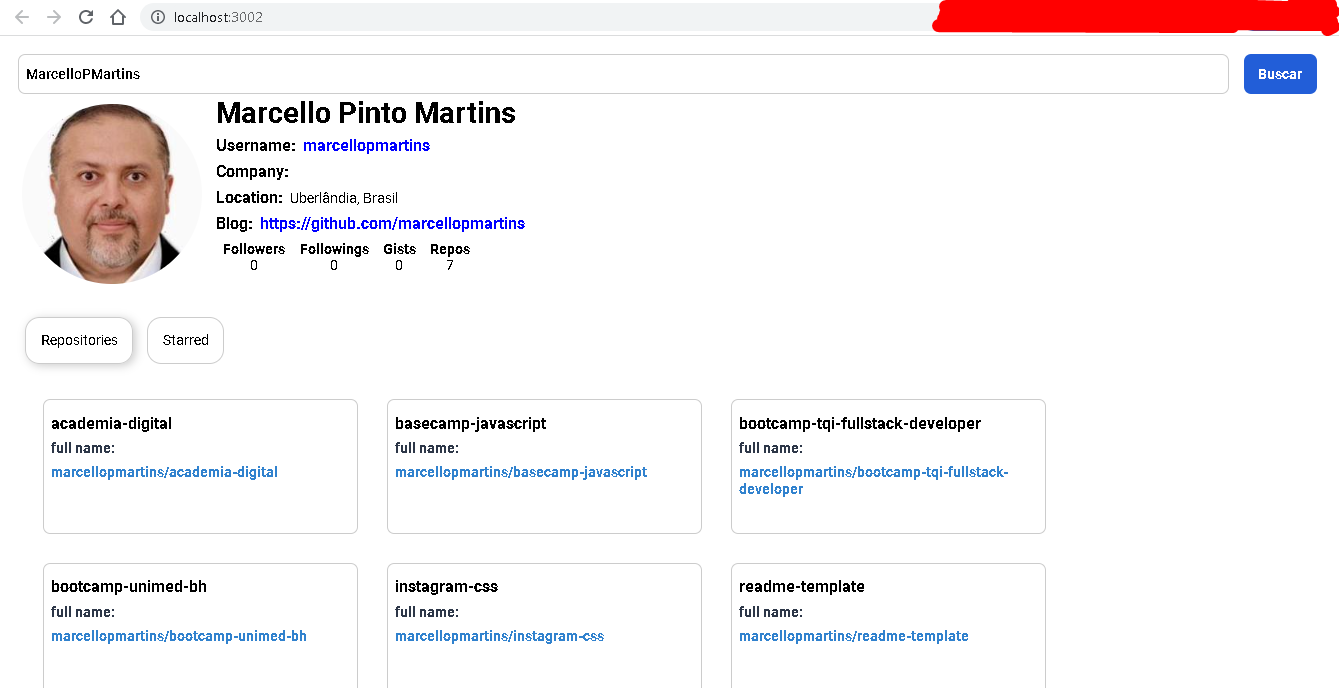 localhost:3002
MarcelloPMartins
Buscar
Marcello Pinto Martins
Username: marcellopmartins
Company:
Location: Uberlândia, Brasil
Blog: https://github.com/marcellopmartins
Followers Followings Gists Repos
0 0 0 7
Repositories Starred
academia-digital
full name:
marcellopmartins/academia-digital
basecamp-javascript
full name:
marcellopmartins/basecamp-javascript
bootcamp-tqi-fullstack-developer
full name:
marcellopmartins/bootcamp-tqi-fullstack-
developer
bootcamp-unimed-bh
full name:
marcellopmartins/bootcamp-unimed-bh
instagram-css
full name:
marcellopmartins/instagram-css
readme-template
full name:
marcellopmartins/readme-template